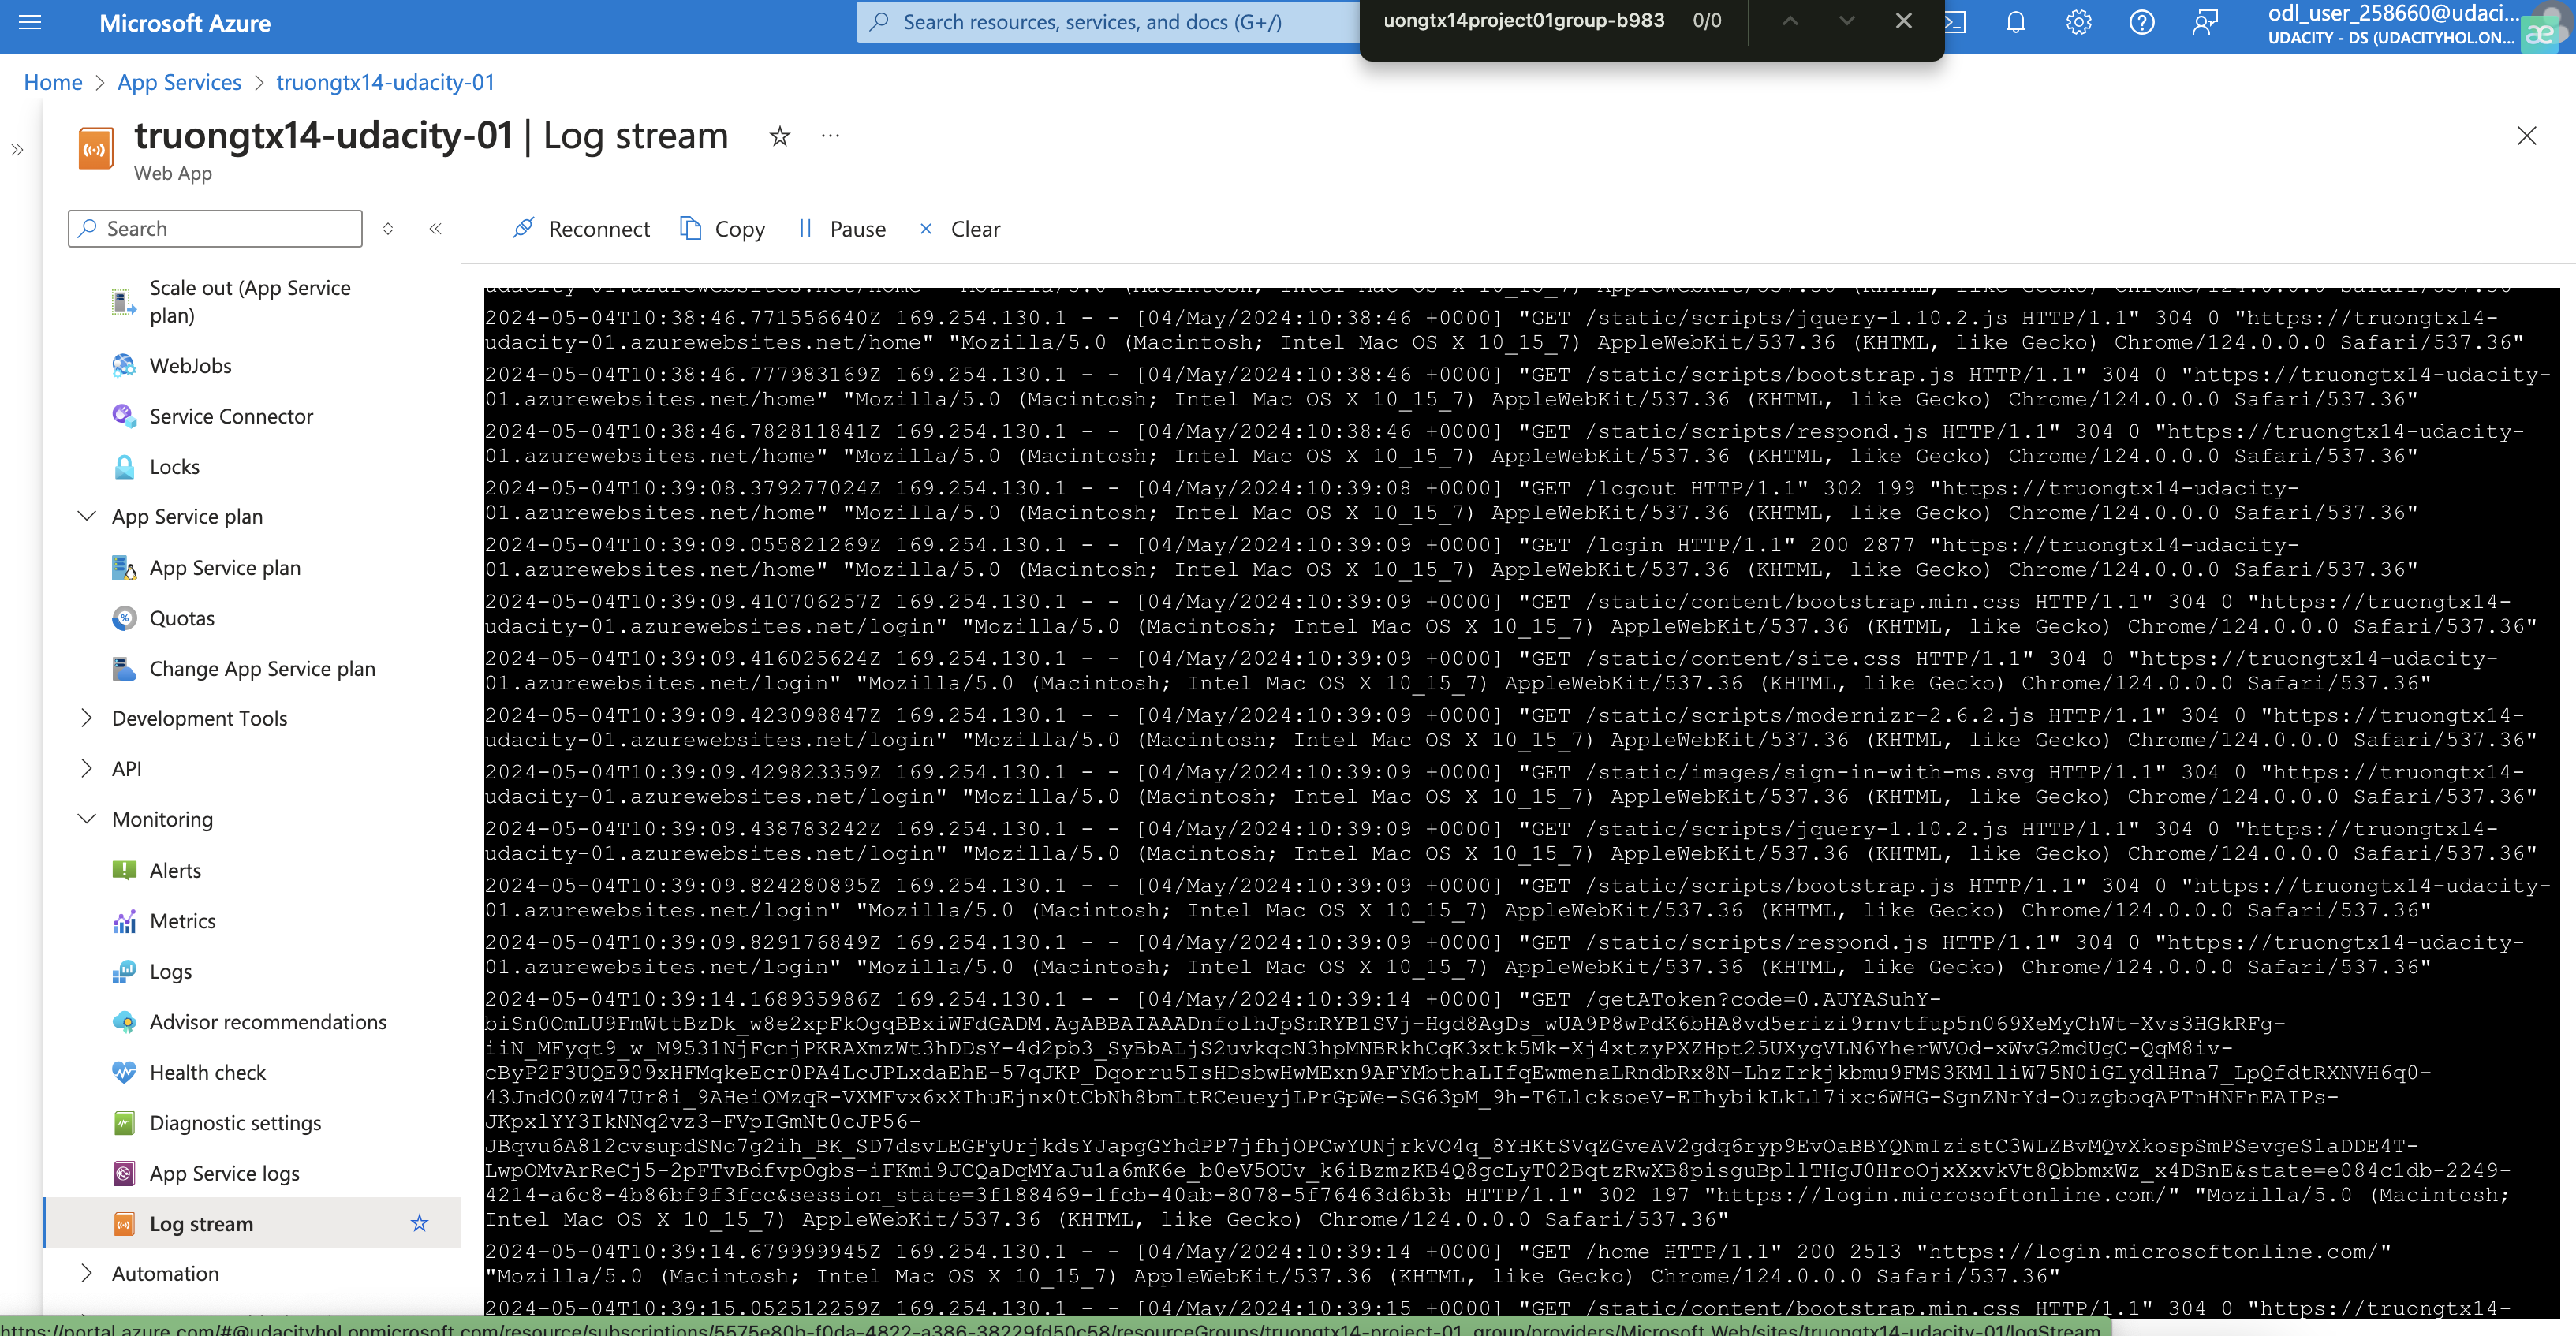 Microsoft Azure
Search resources, services, and docs (G+/)
uongtx14project01group-b983 0/0
odl_user_258660@udaci...
UDACITY - DS (UDACITYHOL.ON...
Home > App Services > truongtx14-udacity-01
truongtx14-udacity-01 | Log stream
Web App
Search
Reconnect Copy Pause Clear
Scale out (App Service
plan)
WebJobs
Service Connector
Locks
App Service plan
App Service plan
Quotas
Change App Service plan
Development Tools
API
Monitoring
Alerts
Metrics
Logs
Advisor recommendations
Health check
Diagnostic settings
App Service logs
Log stream
Automation
udacity-01.azurewebsites.net/home" "Mozilla/5.0 (Macintosh; Intel Mac OS X 10_15_7) AppleWebKit/537.36 (KHTML, like Gecko) Chrome/124.0.0.0 Safari/537.36"
2024-05-04T10:38:46.771556640Z 169.254.130.1 - - [04/May/2024:10:38:46 +0000] "GET /static/scripts/jquery-1.10.2.js HTTP/1.1" 304 0 "https://truongtx14-
udacity-01.azurewebsites.net/home" "Mozilla/5.0 (Macintosh; Intel Mac OS X 10_15_7) AppleWebKit/537.36 (KHTML, like Gecko) Chrome/124.0.0.0 Safari/537.36"
2024-05-04T10:38:46.777983169Z 169.254.130.1 - - [04/May/2024:10:38:46 +0000] "GET /static/scripts/bootstrap.js HTTP/1.1" 304 0 "https://truongtx14-udacity-
01.azurewebsites.net/home" "Mozilla/5.0 (Macintosh; Intel Mac OS X 10_15_7) AppleWebKit/537.36 (KHTML, like Gecko) Chrome/124.0.0.0 Safari/537.36"
2024-05-04T10:38:46.782811841Z 169.254.130.1 - - [04/May/2024:10:38:46 +0000] "GET /static/scripts/respond.js HTTP/1.1" 304 0 "https://truongtx14-udacity-
01.azurewebsites.net/home" "Mozilla/5.0 (Macintosh; Intel Mac OS X 10_15_7) AppleWebKit/537.36 (KHTML, like Gecko) Chrome/124.0.0.0 Safari/537.36"
2024-05-04T10:39:08.379277024Z 169.254.130.1 - - [04/May/2024:10:39:08 +0000] "GET /logout HTTP/1.1" 302 199 "https://truongtx14-udacity-
01.azurewebsites.net/home" "Mozilla/5.0 (Macintosh; Intel Mac OS X 10_15_7) AppleWebKit/537.36 (KHTML, like Gecko) Chrome/124.0.0.0 Safari/537.36"
2024-05-04T10:39:09.055821269Z 169.254.130.1 - - [04/May/2024:10:39:09 +0000] "GET /login HTTP/1.1" 200 2877 "https://truongtx14-udacity-
01.azurewebsites.net/home" "Mozilla/5.0 (Macintosh; Intel Mac OS X 10_15_7) AppleWebKit/537.36 (KHTML, like Gecko) Chrome/124.0.0.0 Safari/537.36"
2024-05-04T10:39:09.410706257Z 169.254.130.1 - - [04/May/2024:10:39:09 +0000] "GET /static/content/bootstrap.min.css HTTP/1.1" 304 0 "https://truongtx14-
udacity-01.azurewebsites.net/login" "Mozilla/5.0 (Macintosh; Intel Mac OS X 10_15_7) AppleWebKit/537.36 (KHTML, like Gecko) Chrome/124.0.0.0 Safari/537.36"
2024-05-04T10:39:09.416025624Z 169.254.130.1 - - [04/May/2024:10:39:09 +0000] "GET /static/content/site.css HTTP/1.1" 304 0 "https://truongtx14-udacity-
01.azurewebsites.net/login" "Mozilla/5.0 (Macintosh; Intel Mac OS X 10_15_7) AppleWebKit/537.36 (KHTML, like Gecko) Chrome/124.0.0.0 Safari/537.36"
2024-05-04T10:39:09.423098847Z 169.254.130.1 - - [04/May/2024:10:39:09 +0000] "GET /static/scripts/modernizr-2.6.2.js HTTP/1.1" 304 0 "https://truongtx14-
udacity-01.azurewebsites.net/login" "Mozilla/5.0 (Macintosh; Intel Mac OS X 10_15_7) AppleWebKit/537.36 (KHTML, like Gecko) Chrome/124.0.0.0 Safari/537.36"
2024-05-04T10:39:09.429823359Z 169.254.130.1 - - [04/May/2024:10:39:09 +0000] "GET /static/images/sign-in-with-ms.svg HTTP/1.1" 304 0 "https://truongtx14-
udacity-01.azurewebsites.net/login" "Mozilla/5.0 (Macintosh; Intel Mac OS X 10_15_7) AppleWebKit/537.36 (KHTML, like Gecko) Chrome/124.0.0.0 Safari/537.36"
2024-05-04T10:39:09.438783242Z 169.254.130.1 - - [04/May/2024:10:39:09 +0000] "GET /static/scripts/jquery-1.10.2.js HTTP/1.1" 304 0 "https://truongtx14-
udacity-01.azurewebsites.net/login" "Mozilla/5.0 (Macintosh; Intel Mac OS X 10_15_7) AppleWebKit/537.36 (KHTML, like Gecko) Chrome/124.0.0.0 Safari/537.36"
2024-05-04T10:39:09.824280895Z 169.254.130.1 - - [04/May/2024:10:39:09 +0000] "GET /static/scripts/bootstrap.js HTTP/1.1" 304 0 "https://truongtx14-udacity-
01.azurewebsites.net/login" "Mozilla/5.0 (Macintosh; Intel Mac OS X 10_15_7) AppleWebKit/537.36 (KHTML, like Gecko) Chrome/124.0.0.0 Safari/537.36"
2024-05-04T10:39:09.829176849Z 169.254.130.1 - - [04/May/2024:10:39:09 +0000] "GET /static/scripts/respond.js HTTP/1.1" 304 0 "https://truongtx14-udacity-
01.azurewebsites.net/login" "Mozilla/5.0 (Macintosh; Intel Mac OS X 10_15_7) AppleWebKit/537.36 (KHTML, like Gecko) Chrome/124.0.0.0 Safari/537.36"
2024-05-04T10:39:14.168935986Z 169.254.130.1 - - [04/May/2024:10:39:14 +0000] "GET /getAToken?code=0.AUYASuhY-
biSn0OmLU9FmWttBzDk_w8e2xpFkOgqBBxiWFdGADM.AgABBAIAAADnfolhJpSnRYB1SVj-Hgd8AgDs_wUA9P8wPdK6bHA8vd5erizi9rnvtfup5n069XeMyChWt-Xvs3HGkRFg-
iiN_MFyqt9_w_M9531NjFcnjPKRAXmzWt3hDDsY-4d2pb3_SyBbALjS2uvkqcN3hpMNBRkhCqK3xtk5Mk-Xj4xtzyPXZHpt25UXygVLN6YherWVOd-xWvG2mdUgC-QqM8iv-
cByP2F3UQE909xHFMqkeEcr0PA4LcJPLxdaEhE-57qJKP_Dqorru5IsHDsbwHwMExn9AFYMbthaLIfqEwmenaLRndbRx8N-LhzIrkjkbmu9FMS3KMlliW75N0iGLydlHna7_LpQfdtRXNVH6q0-
43JndO0zW47Ur8i_9AHeiOMzqR-VXMFvx6xXIhuEjnx0tCbNh8bmLtRCeueyjLPrGpWe-SG63pM_9h-T6LlcksoeV-EIhybikLkLl7ixc6WHG-SgnZNrYd-OuzgboqAPTnHNFnEAIPs-
JKpxlYY3IkNNq2vz3-FVpIGmNt0cJP56-
JBqvu6A812cvsupdSNo7g2ih_BK_SD7dsvLEGFyUrjkdsYJapgGYhdPP7jfhjOPCwYUNjrkVO4q_8YHKtSVqZGveAV2gdq6ryp9EvOaBBYQNmIzistC3WLZBvMQvXkospSmPSevgeSlaDDE4T-
LwpOMvArReCj5-2pFTvBdfvpOgbs-iFKmi9JCQaDqMYaJu1a6mK6e_b0eV5OUv_k6iBzmzKB4Q8gcLyT02BqtzRwXB8pisguBpllTHgJ0HroOjxXxvkVt8QbbmxWz_x4DSnE&state=e084c1db-2249-
4214-a6c8-4b86bf9f3fcc&session_state=3f188469-1fcb-40ab-8078-5f76463d6b3b HTTP/1.1" 302 197 "https://login.microsoftonline.com/" "Mozilla/5.0 (Macintosh;
Intel Mac OS X 10_15_7) AppleWebKit/537.36 (KHTML, like Gecko) Chrome/124.0.0.0 Safari/537.36"
2024-05-04T10:39:14.679999945Z 169.254.130.1 - - [04/May/2024:10:39:14 +0000] "GET /home HTTP/1.1" 200 2513 "https://login.microsoftonline.com/"
"Mozilla/5.0 (Macintosh; Intel Mac OS X 10_15_7) AppleWebKit/537.36 (KHTML, like Gecko) Chrome/124.0.0.0 Safari/537.36"
2024-05-04T10:39:15.052512259Z 169.254.130.1 - - [04/May/2024:10:39:15 +0000] "GET /static/content/bootstrap.min.css HTTP/1.1" 304 0 "https://truongtx14-
https://portal.azure.com/#@udacityhol.onmicrosoft.com/resource/subscriptions/5575e80b-f0da-4822-a386-38229fd50c58/resourceGroups/truongtx14-project-01_group/providers/Microsoft.Web/sites/truongtx14-udacity-01/logStream